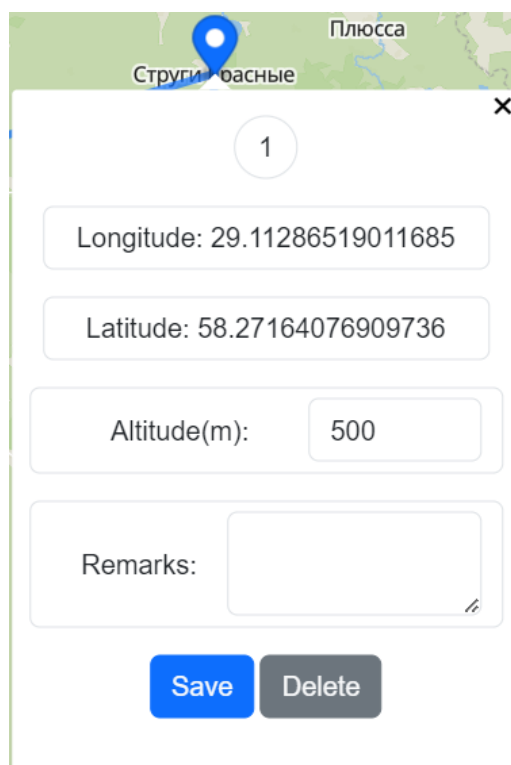 Плюсса
Струги Красные
×
1
Longitude: 29.11286519011685
Latitude: 58.27164076909736
Altitude(m): 500
Remarks:
Save Delete